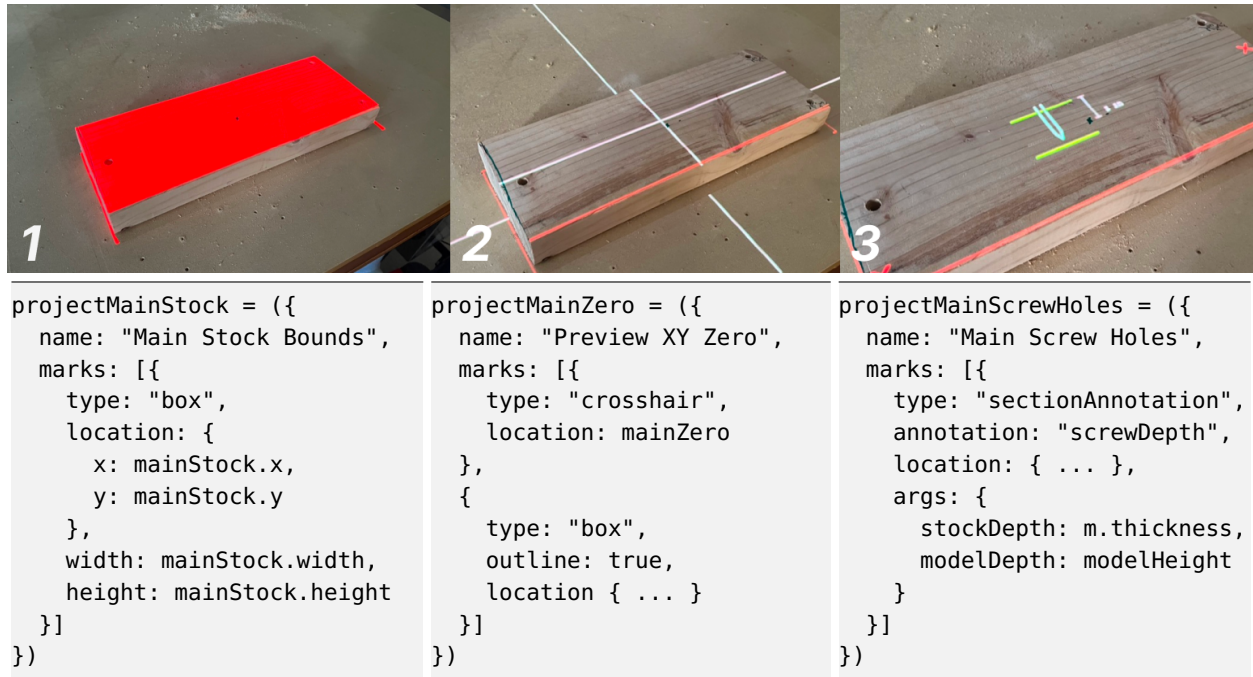 1
2
3
projectMainStock = ({
  name: "Main Stock Bounds",
  marks: [{
    type: "box",
    location: {
      x: mainStock.x,
      y: mainStock.y
    },
    width: mainStock.width,
    height: mainStock.height
  }]
})
projectMainZero = ({
  name: "Preview XY Zero",
  marks: [{
    type: "crosshair",
    location: mainZero
  },
  {
    type: "box",
    outline: true,
    location { ... }
  }]
})
projectMainScrewHoles = ({
  name: "Main Screw Holes",
  marks: [{
    type: "sectionAnnotation",
    annotation: "screwDepth",
    location: { ... },
    args: {
      stockDepth: m.thickness,
      modelDepth: modelHeight
    }
  }]
})